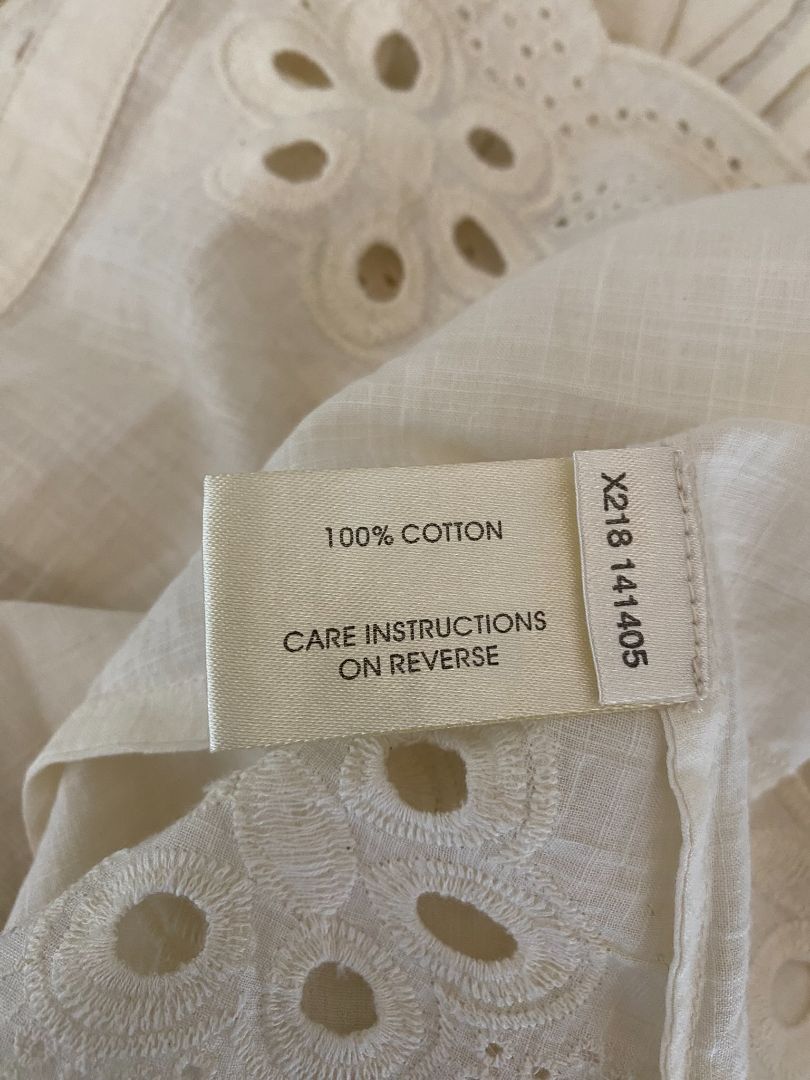 100% COTTON
CARE INSTRUCTIONS
ON REVERSE
X218 141405